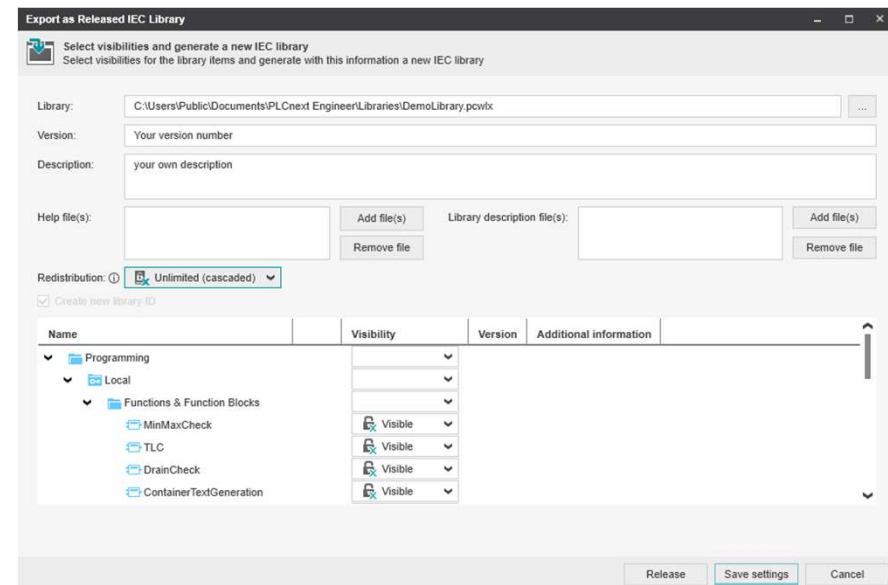 Export as Released IEC Library
Select visibilities and generate a new IEC library
Select visibilities for the library items and generate with this information a new IEC library
Library: C:\Users\Public\Documents\PLCnext Engineer\Libraries\DemoLibrary.pcwlx ...
Version: Your version number
Description: your own description
Help file(s): Add file(s) Library description file(s): Add file(s)
Remove file Remove file
Redistribution: Unlimited (cascaded)
Create new library ID
Name Visibility Version Additional information
Programming
Local
Functions & Function Blocks
MinMaxCheck Visible
TLC Visible
DrainCheck Visible
ContainerTextGeneration Visible
Release Save settings Cancel